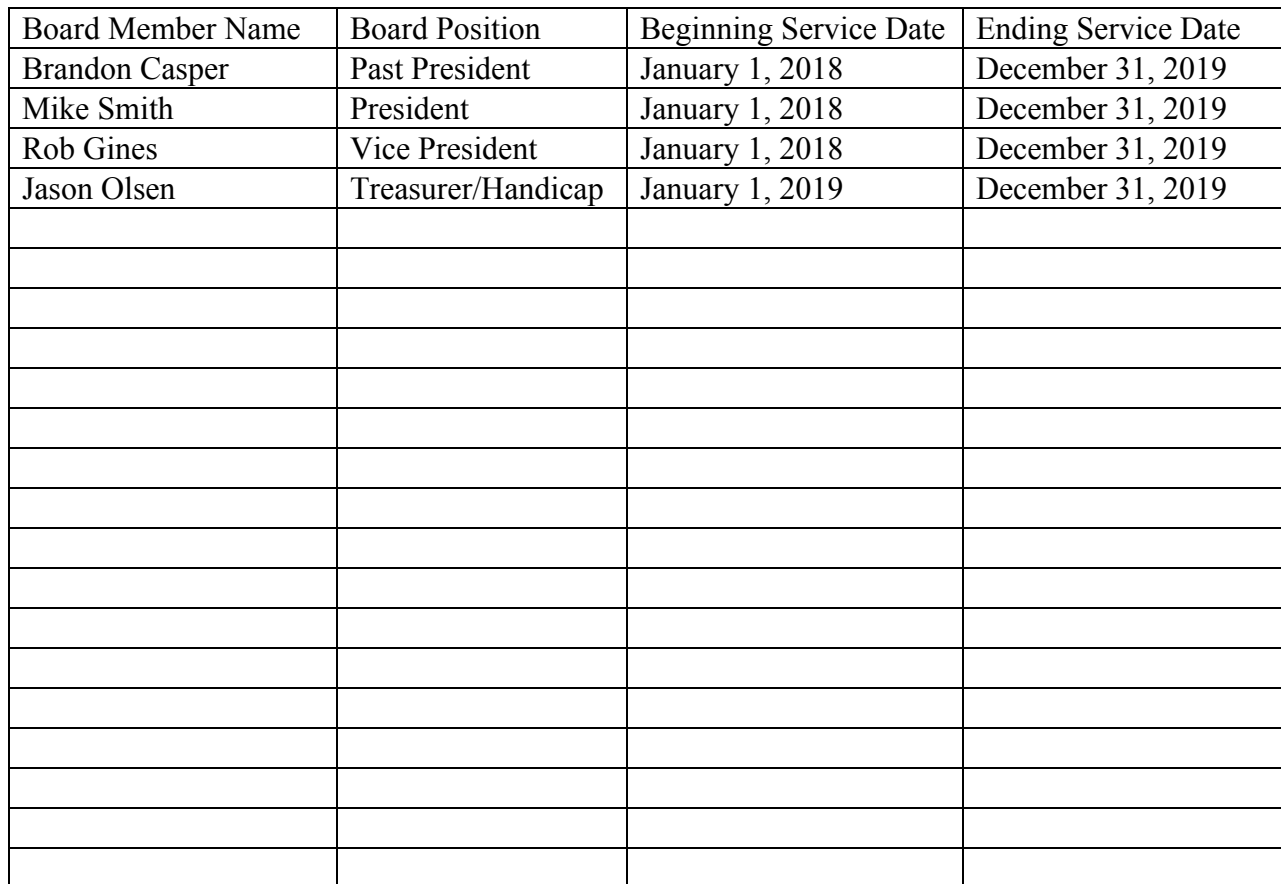 Board Member Name Board Position Beginning Service Date Ending Service Date
Brandon Casper Past President January 1, 2018 December 31, 2019
Mike Smith President January 1, 2018 December 31, 2019
Rob Gines Vice President January 1, 2018 December 31, 2019
Jason Olsen Treasurer/Handicap January 1, 2019 December 31, 2019